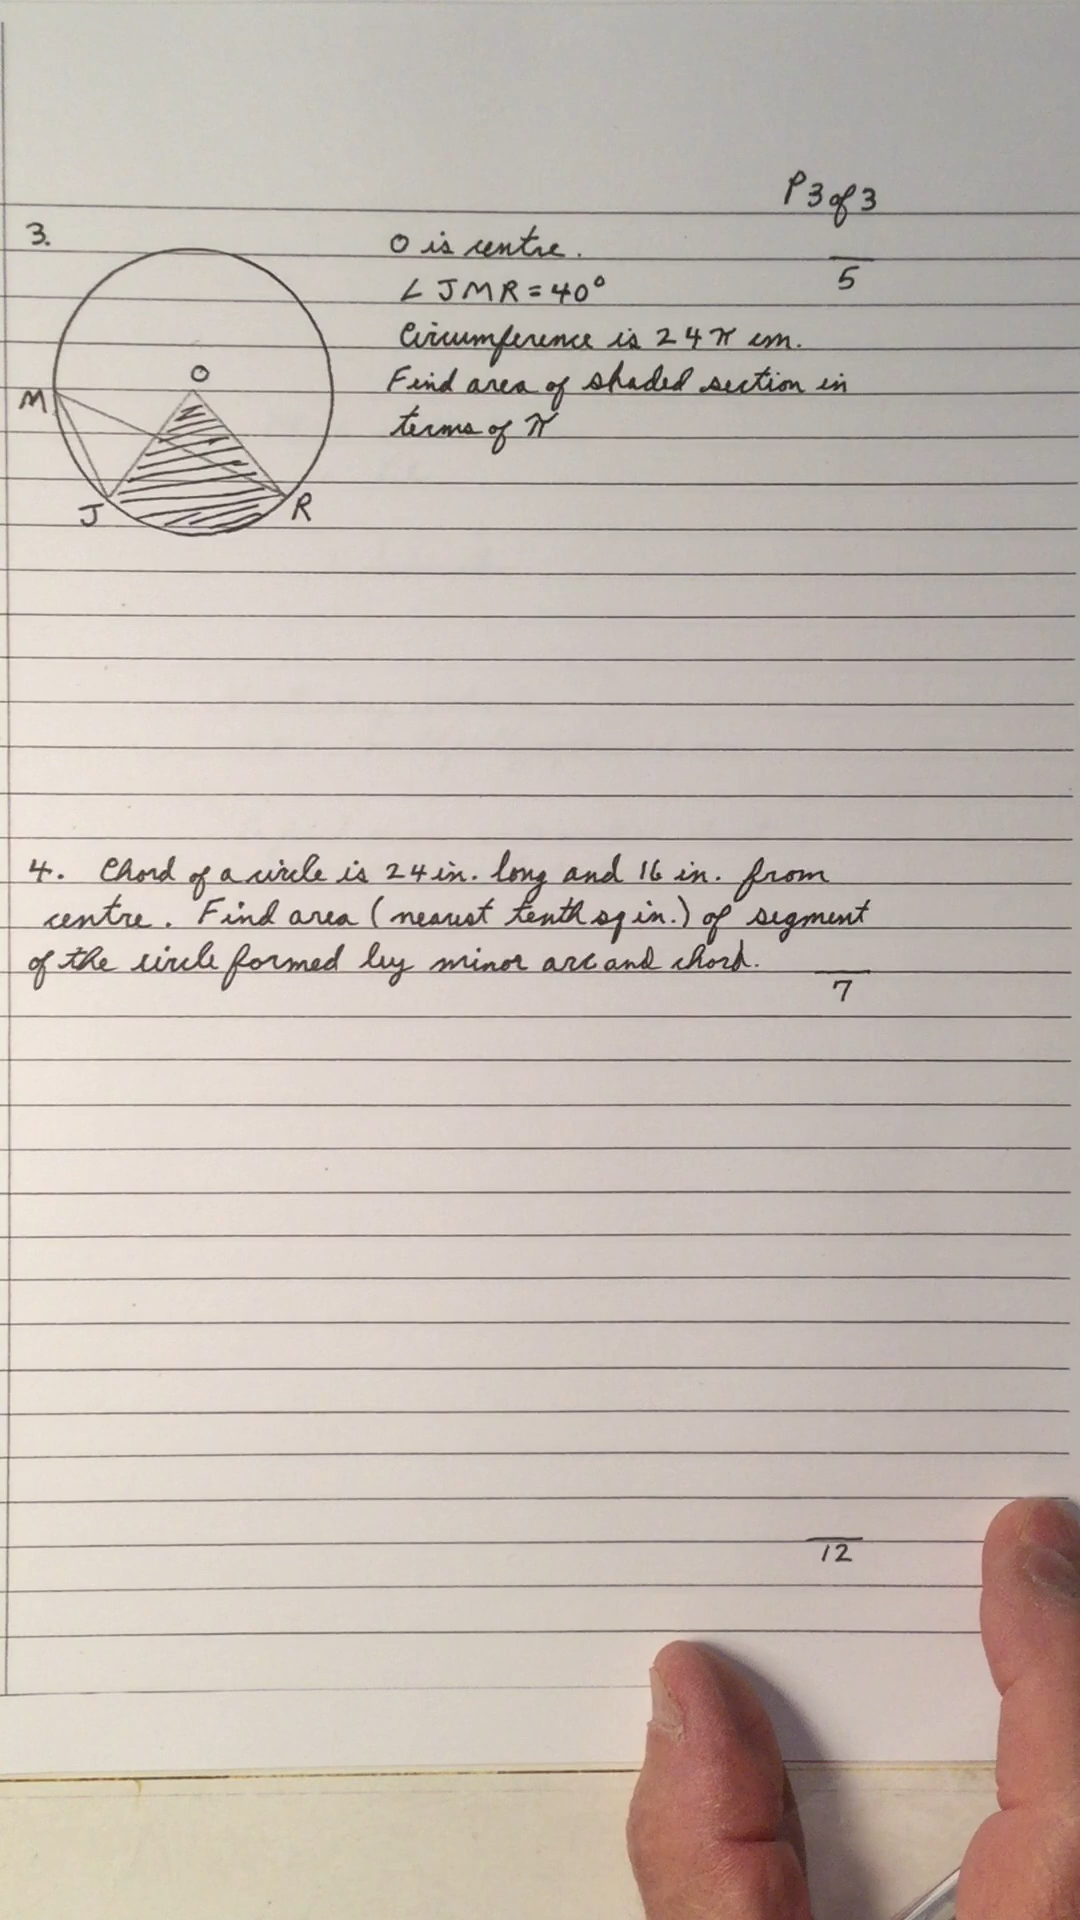 P 3 of 3
3.
O is centre.
5
∠ JMR = 40°
Circumference is 24π cm.
Find area of shaded section in
terms of π
O
M
J
R
4. Chord of a circle is 24 in. long and 16 in. from
centre. Find area (nearest tenth sq in.) of segment
of the circle formed by minor arc and chord.
7
12